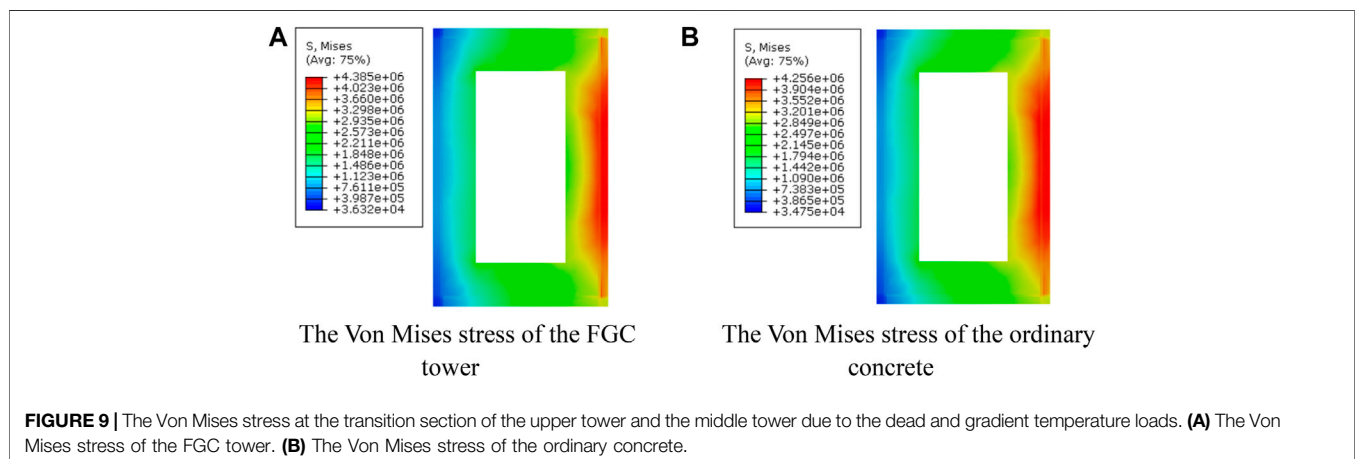 A
S, Mises
(Avg: 75%)
+4.385e+06
+4.023e+06
+3.660e+06
+3.298e+06
+2.935e+06
+2.573e+06
+2.211e+06
+1.848e+06
+1.486e+06
+1.123e+06
+7.611e+05
+3.987e+05
+3.632e+04
The Von Mises stress of the FGC
tower
B
S, Mises
(Avg: 75%)
+4.256e+06
+3.904e+06
+3.552e+06
+3.201e+06
+2.849e+06
+2.497e+06
+2.145e+06
+1.794e+06
+1.442e+06
+1.090e+06
+7.383e+05
+3.865e+05
+3.475e+04
The Von Mises stress of the ordinary
concrete
FIGURE 9 | The Von Mises stress at the transition section of the upper tower and the middle tower due to the dead and gradient temperature loads. (A) The Von
Mises stress of the FGC tower. (B) The Von Mises stress of the ordinary concrete.